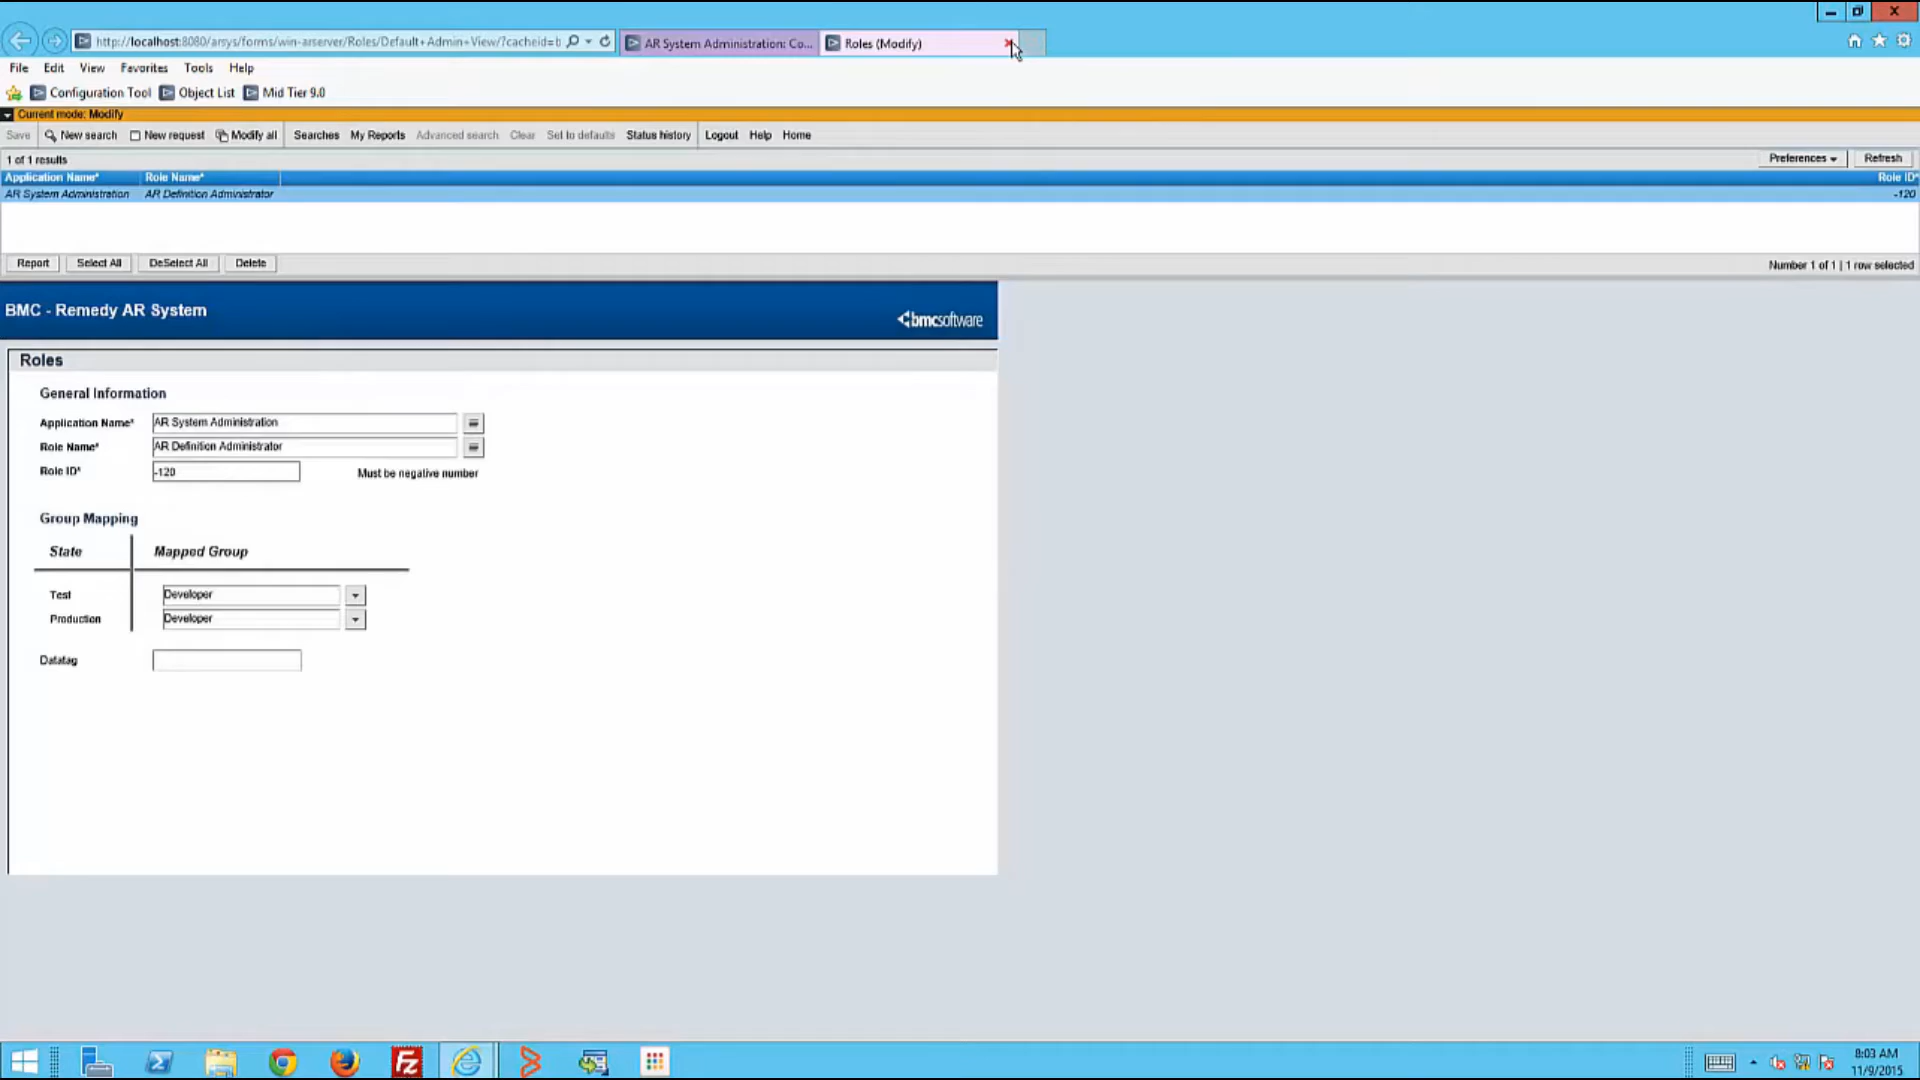 http://localhost:8080/arsys/forms/win-arserver/Roles/Default+Admin+View/?cacheid=b
AR System Administration: Co...
Roles (Modify)
File Edit View Favorites Tools Help
Configuration Tool Object List Mid Tier 9.0
Current mode: Modify
Save New search New request Modify all Searches My Reports Advanced search Clear Set to defaults Status history Logout Help Home
1 of 1 results Preferences Refresh
Application Name* Role Name* Role ID*
AR System Administration AR Definition Administrator -120
Report Select All DeSelect All Delete Number 1 of 1 | 1 row selected
BMC - Remedy AR System
bmcsoftware
Roles
General Information
Application Name* AR System Administration
Role Name* AR Definition Administrator
Role ID* -120 Must be negative number
Group Mapping
State Mapped Group
Test Developer
Production Developer
Datatag
Fz
8:03 AM
11/9/2015